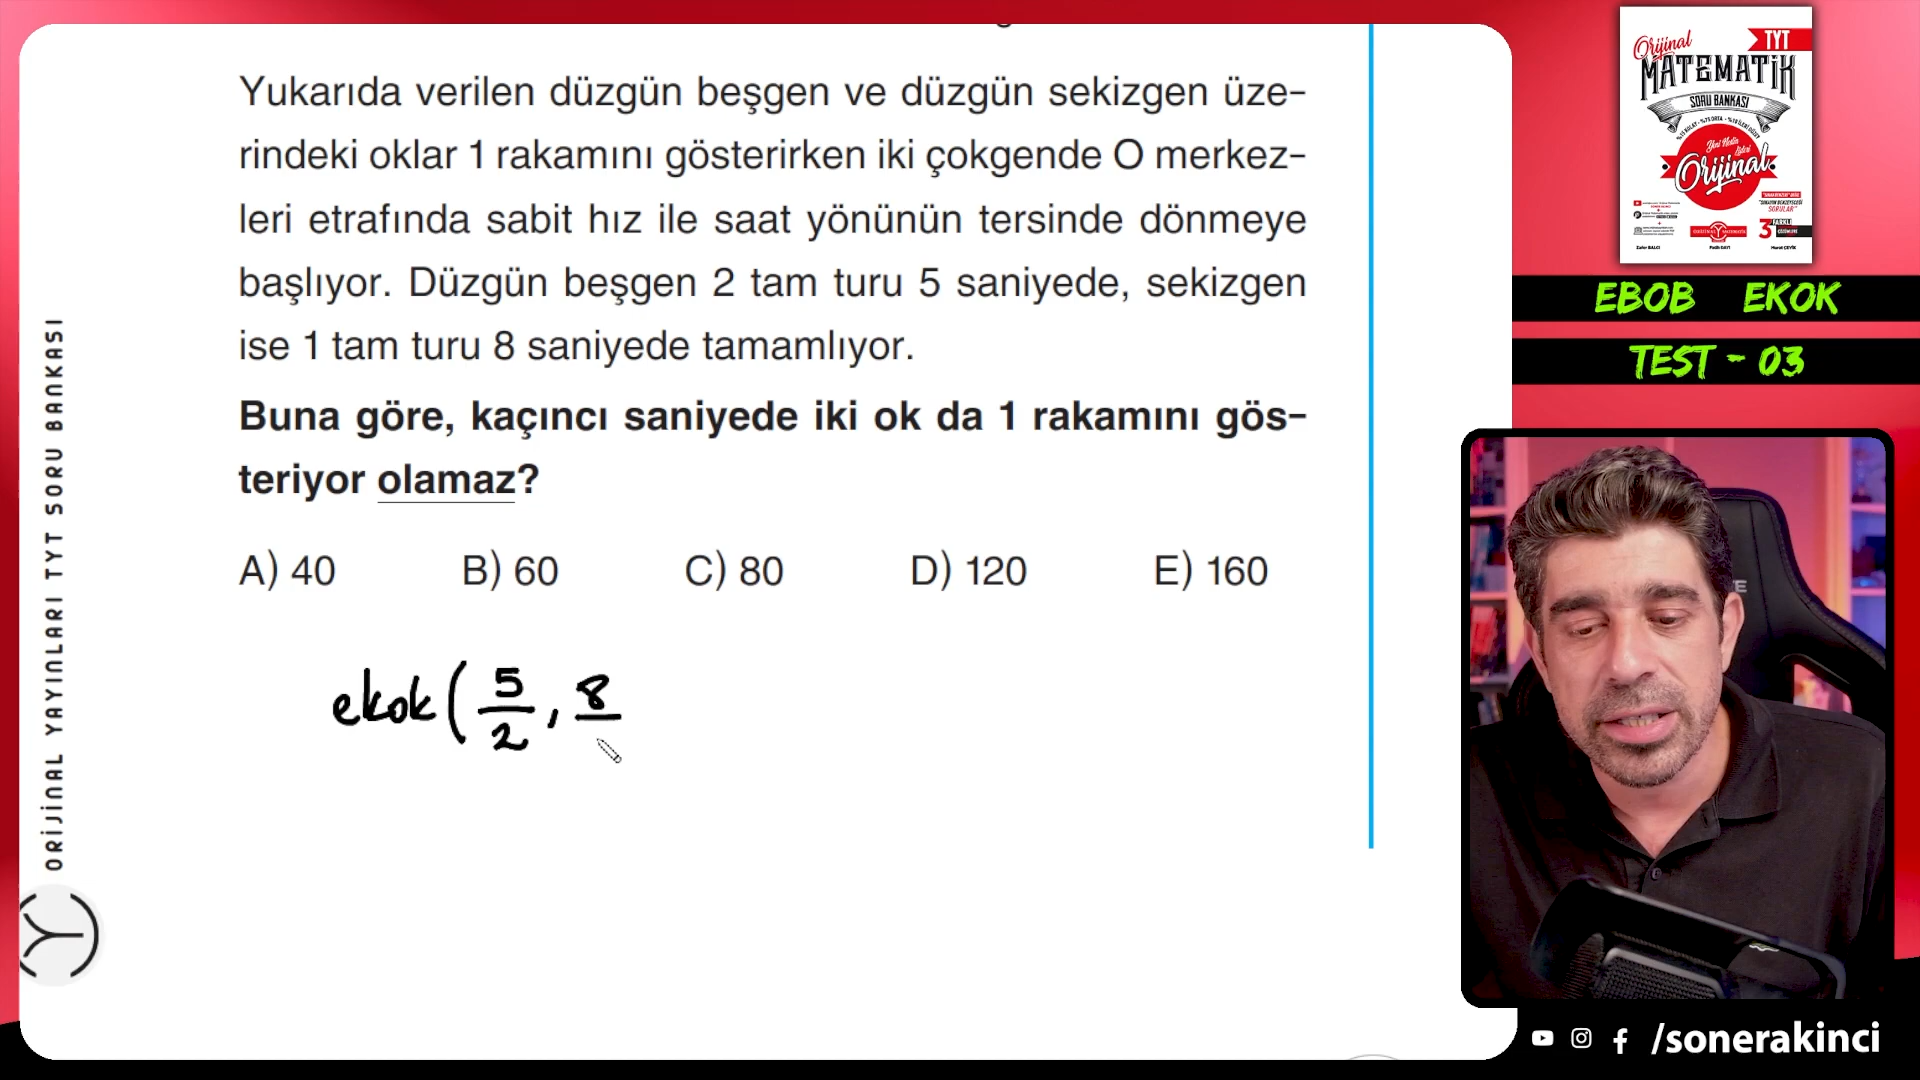 Yukarıda verilen düzgün beşgen ve düzgün sekizgen üze-
rindeki oklar 1 rakamını gösterirken iki çokgende O merkez-
leri etrafında sabit hız ile saat yönünün tersinde dönmeye
başlıyor. Düzgün beşgen 2 tam turu 5 saniyede, sekizgen
ise 1 tam turu 8 saniyede tamamlıyor.
Buna göre, kaçıncı saniyede iki ok da 1 rakamını gös-
teriyor olamaz?
A) 40 B) 60 C) 80 D) 120 E) 160
ekok(5/2, 8
ORİJİNAL YAYINLARI TYT SORU BANKASI
Orijinal
TYT
MATEMATİK
SORU BANKASI
Orijinal
EBOB EKOK
TEST - 03
/sonerakinci